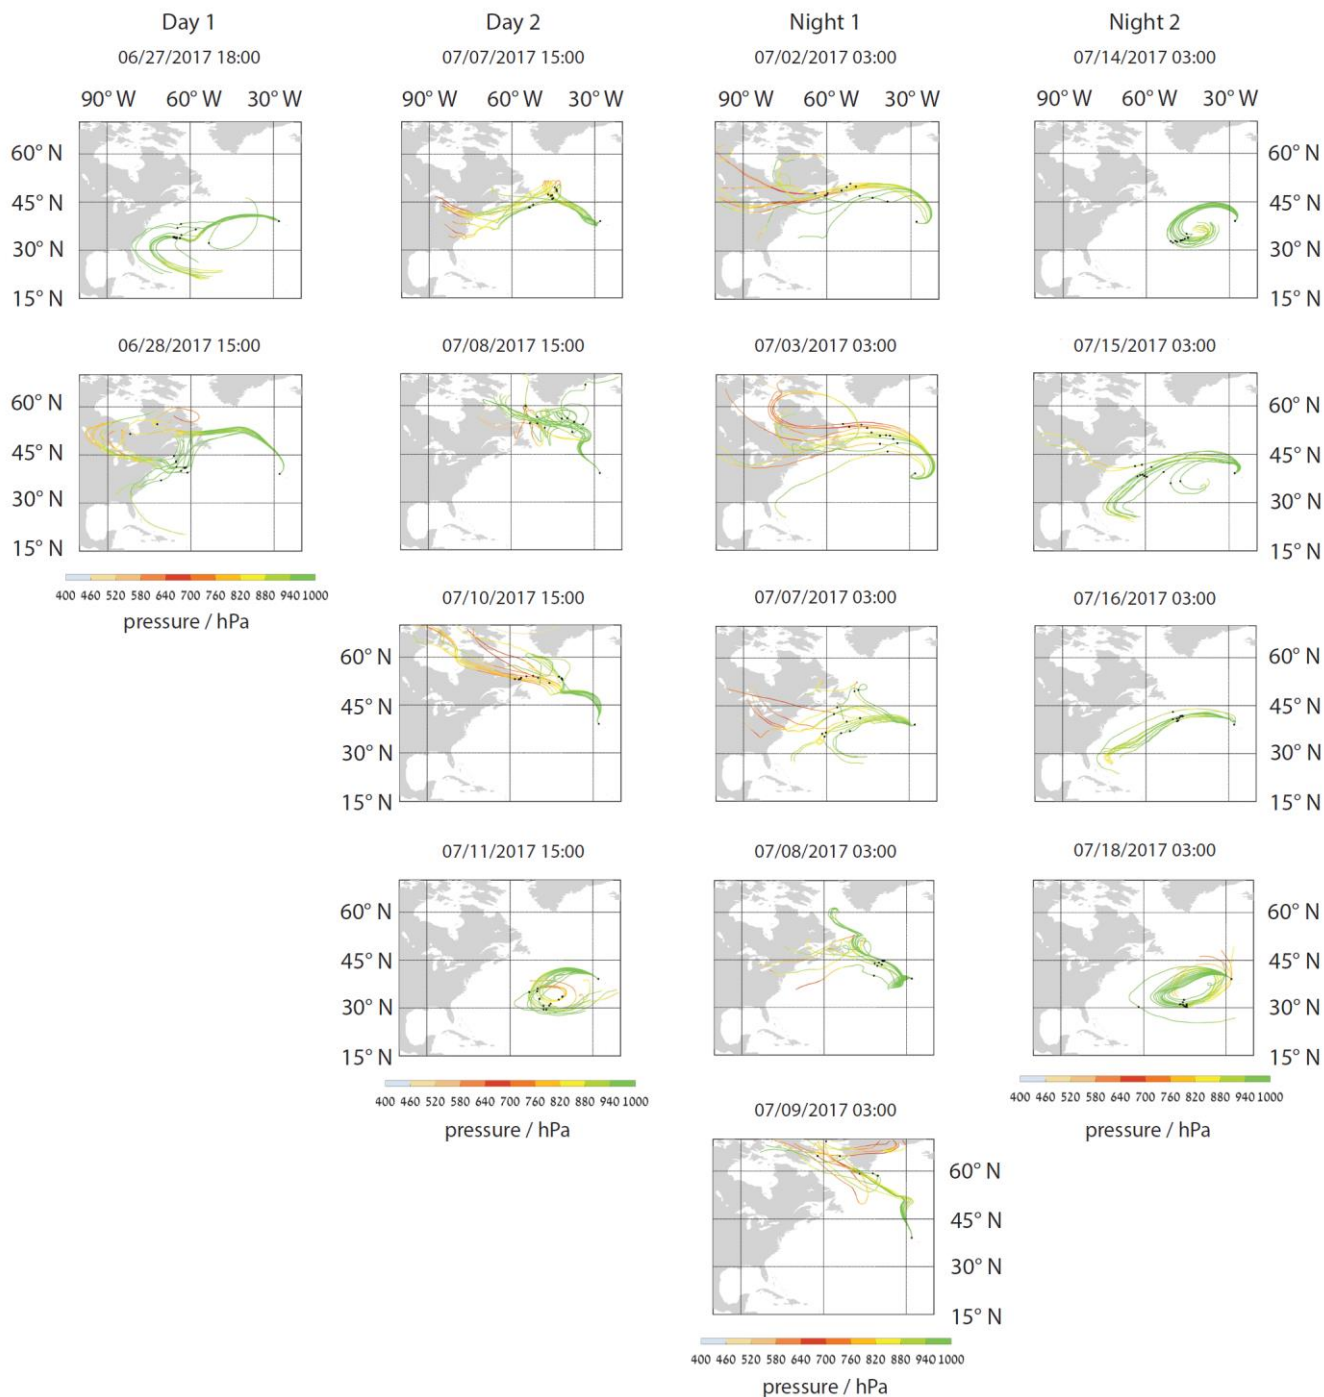 Day 1 Day 2 Night 1 Night 2
06/27/2017 18:00 07/07/2017 15:00 07/02/2017 03:00 07/14/2017 03:00
90° W 60° W 30° W 90° W 60° W 30° W 90° W 60° W 30° W 90° W 60° W 30° W
60° N 60° N 60° N
45° N 45° N 45° N
30° N 30° N 30° N
15° N 15° N 15° N
06/28/2017 15:00 07/08/2017 15:00 07/03/2017 03:00 07/15/2017 03:00
60° N 60° N 60° N
45° N 45° N 45° N
30° N 30° N 30° N
15° N 15° N 15° N
400 460 520 580 640 700 760 820 880 940 1000
pressure / hPa
07/10/2017 15:00 07/07/2017 03:00 07/16/2017 03:00
60° N 60° N
45° N 45° N
30° N 30° N
15° N 15° N
07/11/2017 15:00 07/08/2017 03:00 07/18/2017 03:00
60° N 60° N
45° N 45° N
30° N 30° N
15° N 15° N
400 460 520 580 640 700 760 820 880 940 1000 400 460 520 580 640 700 760 820 880 940 1000
pressure / hPa pressure / hPa
07/09/2017 03:00
60° N
45° N
30° N
15° N
400 460 520 580 640 700 760 820 880 940 1000
pressure / hPa